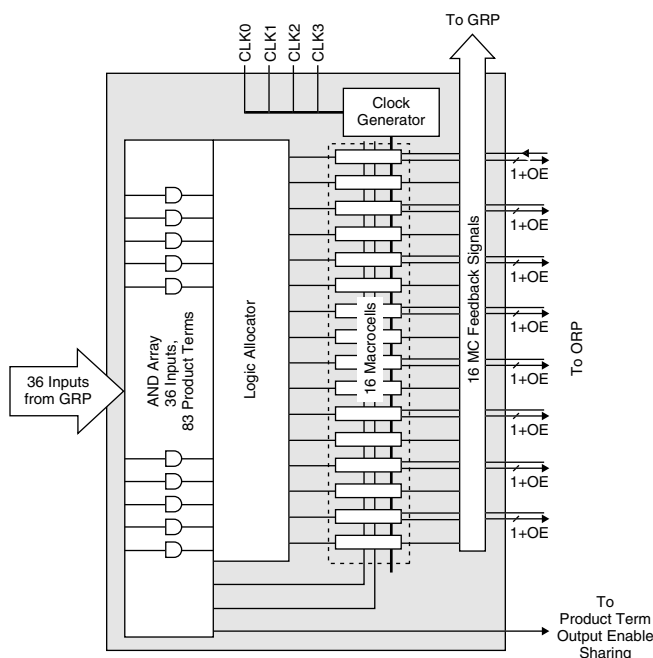 To GRP
CLK0
CLK1
CLK2
CLK3
Clock
Generator
1+OE
1+OE
1+OE
1+OE
1+OE
1+OE
1+OE
1+OE
36 Inputs
from GRP
AND Array
36 Inputs,
83 Product Terms
Logic Allocator
16 Macrocells
16 MC Feedback Signals
To ORP
To
Product Term
Output Enable
Sharing